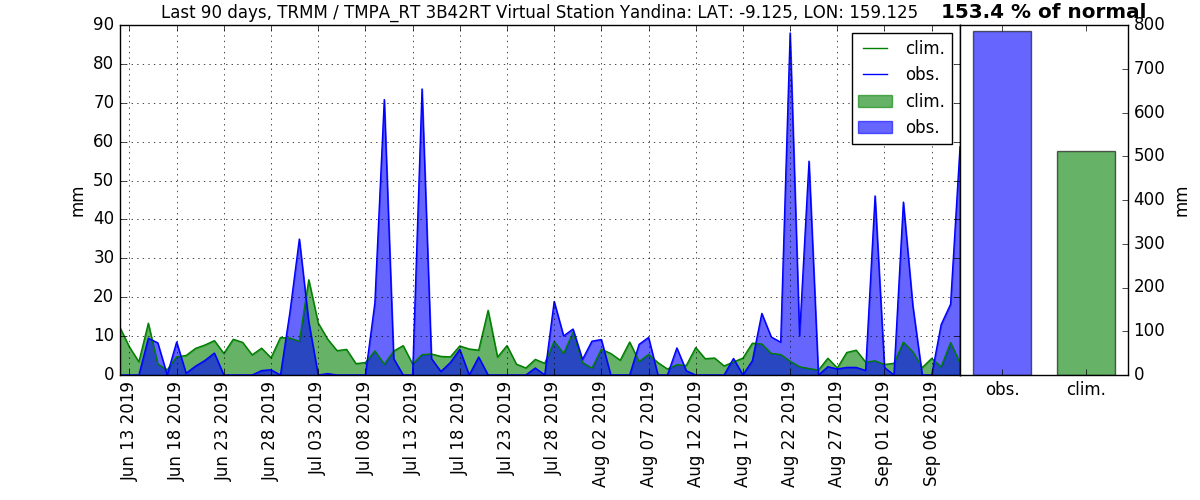 Last 90 days, TRMM / TMPA_RT 3B42RT Virtual Station Yandina: LAT: -9.125, LON: 159.125
153.4 % of normal
90
80
70
60
50
40
30
20
10
0
mm
clim.
obs.
clim.
obs.
800
700
600
500
400
300
200
100
0
mm
Jun 13 2019
Jun 18 2019
Jun 23 2019
Jun 28 2019
Jul 03 2019
Jul 08 2019
Jul 13 2019
Jul 18 2019
Jul 23 2019
Jul 28 2019
Aug 02 2019
Aug 07 2019
Aug 12 2019
Aug 17 2019
Aug 22 2019
Aug 27 2019
Sep 01 2019
Sep 06 2019
obs.
clim.